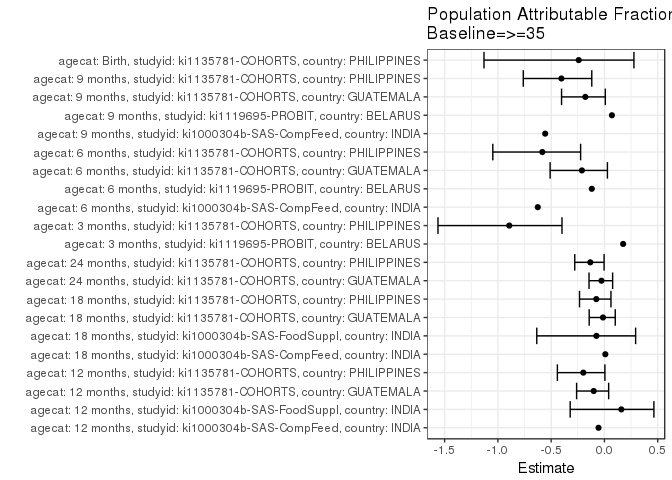 Population Attributable Fraction
Baseline=>=35
agecat: Birth, studyid: ki1135781-COHORTS, country: PHILIPPINES
agecat: 9 months, studyid: ki1135781-COHORTS, country: PHILIPPINES
agecat: 9 months, studyid: ki1135781-COHORTS, country: GUATEMALA
agecat: 9 months, studyid: ki1119695-PROBIT, country: BELARUS
agecat: 9 months, studyid: ki1000304b-SAS-CompFeed, country: INDIA
agecat: 6 months, studyid: ki1135781-COHORTS, country: PHILIPPINES
agecat: 6 months, studyid: ki1135781-COHORTS, country: GUATEMALA
agecat: 6 months, studyid: ki1119695-PROBIT, country: BELARUS
agecat: 6 months, studyid: ki1000304b-SAS-CompFeed, country: INDIA
agecat: 3 months, studyid: ki1135781-COHORTS, country: PHILIPPINES
agecat: 3 months, studyid: ki1119695-PROBIT, country: BELARUS
agecat: 24 months, studyid: ki1135781-COHORTS, country: PHILIPPINES
agecat: 24 months, studyid: ki1135781-COHORTS, country: GUATEMALA
agecat: 18 months, studyid: ki1135781-COHORTS, country: PHILIPPINES
agecat: 18 months, studyid: ki1135781-COHORTS, country: GUATEMALA
agecat: 18 months, studyid: ki1000304b-SAS-FoodSuppl, country: INDIA
agecat: 18 months, studyid: ki1000304b-SAS-CompFeed, country: INDIA
agecat: 12 months, studyid: ki1135781-COHORTS, country: PHILIPPINES
agecat: 12 months, studyid: ki1135781-COHORTS, country: GUATEMALA
agecat: 12 months, studyid: ki1000304b-SAS-FoodSuppl, country: INDIA
agecat: 12 months, studyid: ki1000304b-SAS-CompFeed, country: INDIA
-1.5 -1.0 -0.5 0.0 0.5
Estimate